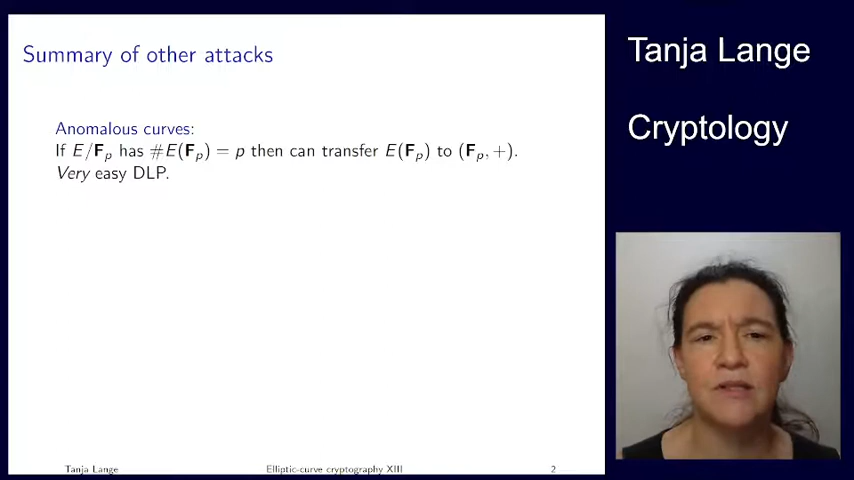 Summary of other attacks
Anomalous curves:
If E/F_p has #E(F_p) = p then can transfer E(F_p) to (F_p, +).
Very easy DLP.
Tanja Lange
Elliptic-curve cryptography XIII
2
Tanja Lange
Cryptology